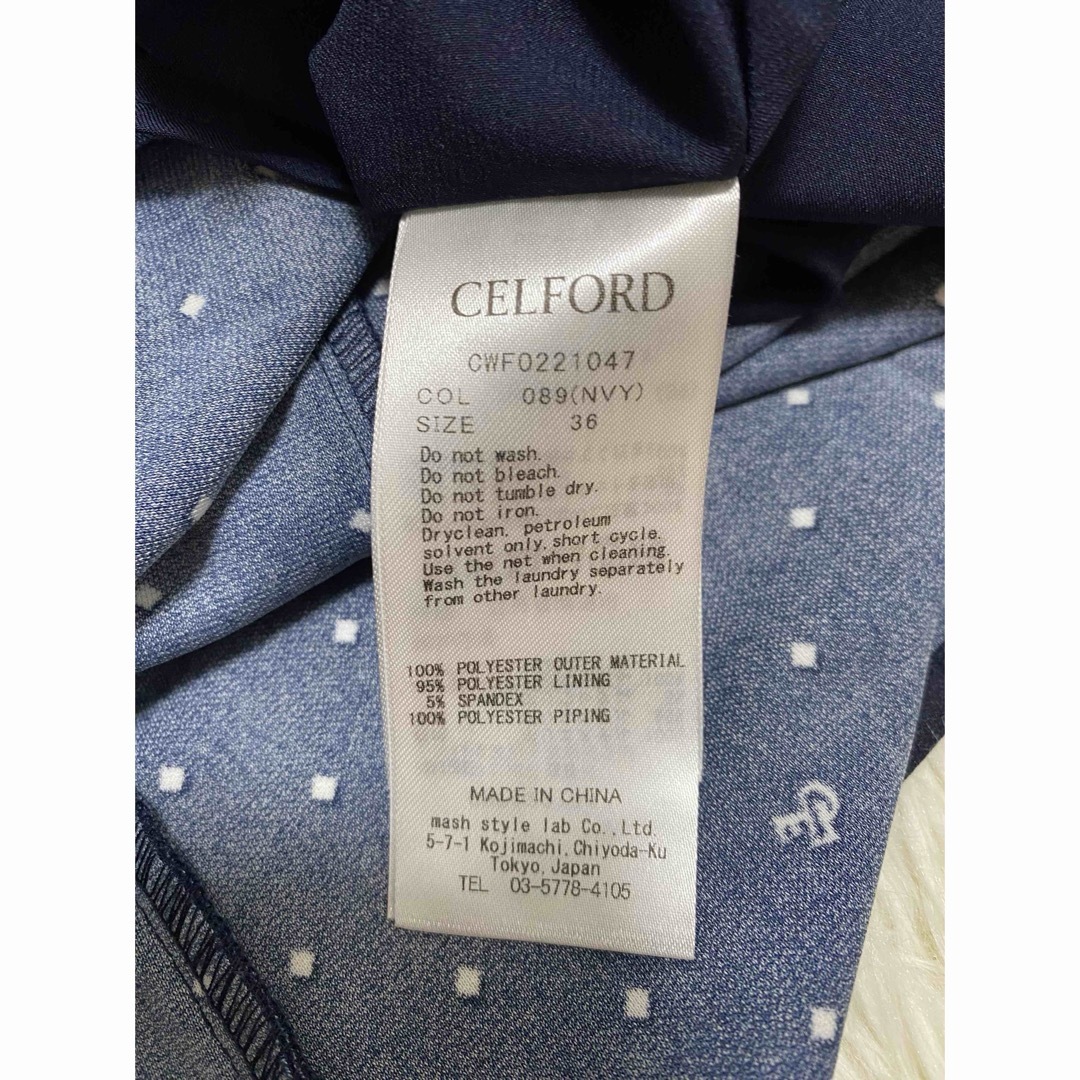 CELFORD
CWF0221047
COL 089(NVY)
SIZE 36
Do not wash.
Do not bleach.
Do not tumble dry.
Do not iron.
Dryclean. petroleum
solvent only. short cycle.
Use the net when cleaning.
Wash the laundry separately
from other laundry.
100% POLYESTER OUTER MATERIAL
95% POLYESTER LINING
5% SPANDEX
100% POLYESTER PIPING
MADE IN CHINA
mash style lab Co.,Ltd.
5-7-1 Kojimachi,Chiyoda-Ku
Tokyo,Japan
TEL 03-5778-4105